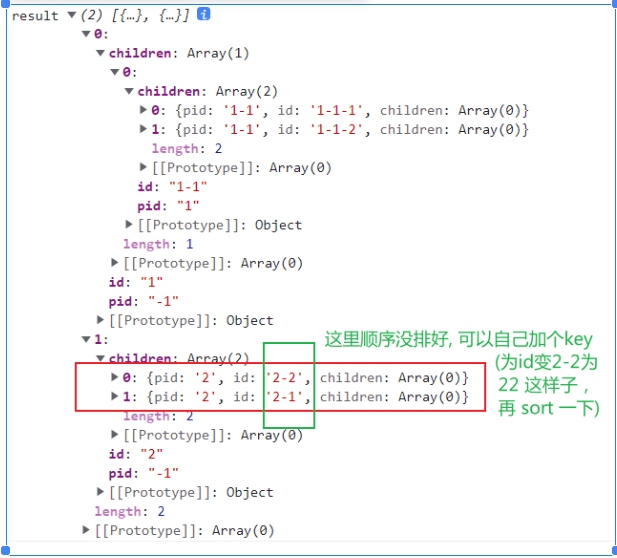 result ▼(2) [{…}, {…}] i
▼0:
▼children: Array(1)
▼0:
▼children: Array(2)
▶0: {pid: '1-1', id: '1-1-1', children: Array(0)}
▶1: {pid: '1-1', id: '1-1-2', children: Array(0)}
length: 2
▶[[Prototype]]: Array(0)
id: "1-1"
pid: "1"
▶[[Prototype]]: Object
length: 1
▶[[Prototype]]: Array(0)
id: "1"
pid: "-1"
▶[[Prototype]]: Object
▼1:
▼children: Array(2)
▶0: {pid: '2', id: '2-2', children: Array(0)}
▶1: {pid: '2', id: '2-1', children: Array(0)}
length: 2
▶[[Prototype]]: Array(0)
id: "2"
pid: "-1"
▶[[Prototype]]: Object
length: 2
▶[[Prototype]]: Array(0)
这里顺序没排好, 可以自己加个key
(为id变2-2为
22 这样子，
再 sort 一下)